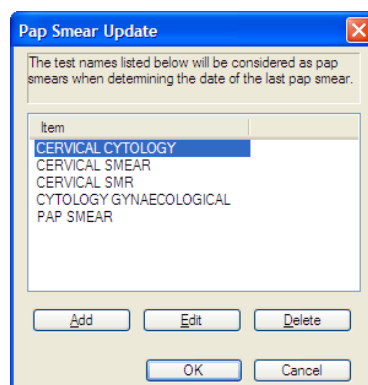 Pap Smear Update
The test names listed below will be considered as pap
smears when determining the date of the last pap smear.
Item
CERVICAL CYTOLOGY
CERVICAL SMEAR
CERVICAL SMR
CYTOLOGY GYNAECOLOGICAL
PAP SMEAR
Add Edit Delete
OK Cancel